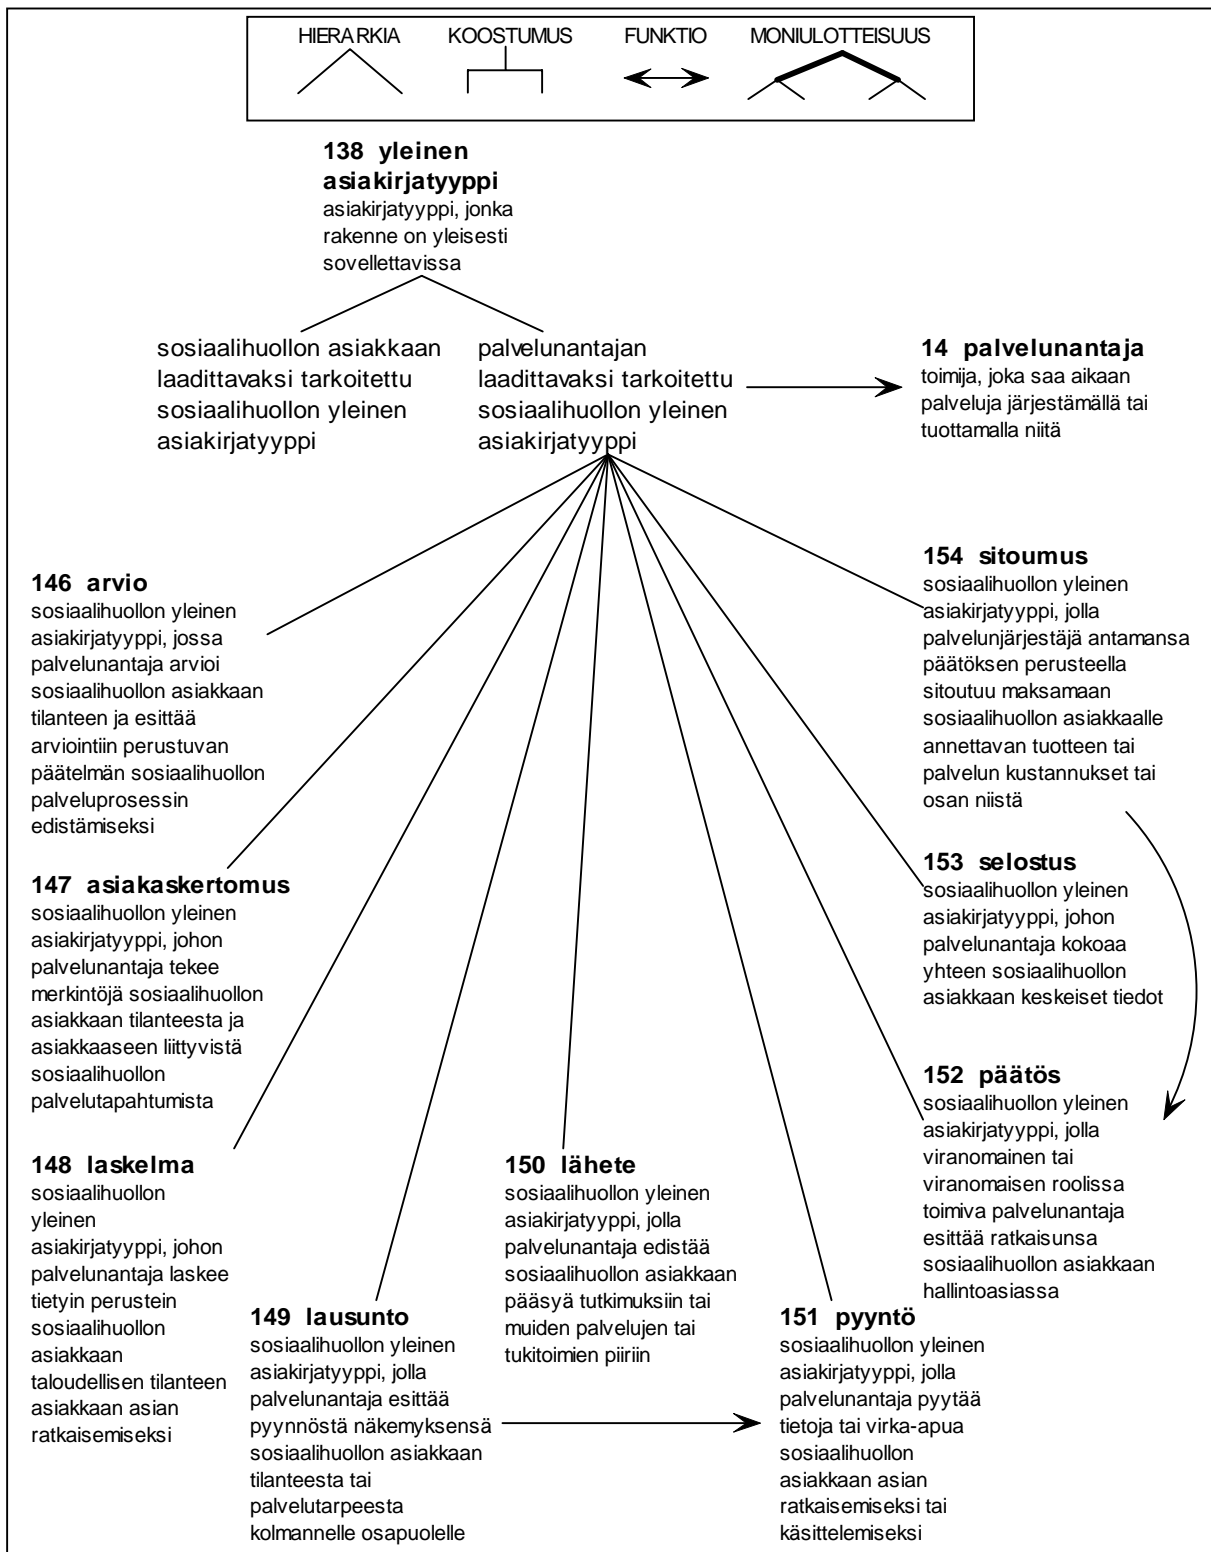 HIERARKIA KOOSTUMUS FUNKTIO MONIULOTTEISUUS
138 yleinen
asiakirjatyyppi
asiakirjatyyppi, jonka
rakenne on yleisesti
sovellettavissa
sosiaalihuollon asiakkaan
laadittavaksi tarkoitettu
sosiaalihuollon yleinen
asiakirjatyyppi
palvelunantajan
laadittavaksi tarkoitettu
sosiaalihuollon yleinen
asiakirjatyyppi
14 palvelunantaja
toimija, joka saa aikaan
palveluja järjestämällä tai
tuottamalla niitä
146 arvio
sosiaalihuollon yleinen
asiakirjatyyppi, jossa
palvelunantaja arvioi
sosiaalihuollon asiakkaan
tilanteen ja esittää
arviointiin perustuvan
päätelmän sosiaalihuollon
palveluprosessin
edistämiseksi
154 sitoumus
sosiaalihuollon yleinen
asiakirjatyyppi, jolla
palvelunjärjestäjä antamansa
päätöksen perusteella
sitoutuu maksamaan
sosiaalihuollon asiakkaalle
annettavan tuotteen tai
palvelun kustannukset tai
osan niistä
147 asiakaskertomus
sosiaalihuollon yleinen
asiakirjatyyppi, johon
palvelunantaja tekee
merkintöjä sosiaalihuollon
asiakkaan tilanteesta ja
asiakkaaseen liittyvistä
sosiaalihuollon
palvelutapahtumista
153 selostus
sosiaalihuollon yleinen
asiakirjatyyppi, johon
palvelunantaja kokoaa
yhteen sosiaalihuollon
asiakkaan keskeiset tiedot
152 päätös
sosiaalihuollon yleinen
asiakirjatyyppi, jolla
viranomainen tai
viranomaisen roolissa
toimiva palvelunantaja
esittää ratkaisunsa
sosiaalihuollon asiakkaan
hallintoasiassa
148 laskelma
sosiaalihuollon
yleinen
asiakirjatyyppi, johon
palvelunantaja laskee
tietyin perustein
sosiaalihuollon
asiakkaan
taloudellisen tilanteen
asiakkaan asian
ratkaisemiseksi
150 lähete
sosiaalihuollon yleinen
asiakirjatyyppi, jolla
palvelunantaja edistää
sosiaalihuollon asiakkaan
pääsyä tutkimuksiin tai
muiden palvelujen tai
tukitoimien piiriin
149 lausunto
sosiaalihuollon yleinen
asiakirjatyyppi, jolla
palvelunantaja esittää
pyynnöstä näkemyksensä
sosiaalihuollon asiakkaan
tilanteesta tai
palvelutarpeesta
kolmannelle osapuolelle
151 pyyntö
sosiaalihuollon yleinen
asiakirjatyyppi, jolla
palvelunantaja pyytää
tietoja tai virka-apua
sosiaalihuollon
asiakkaan asian
ratkaisemiseksi tai
käsittelemiseksi